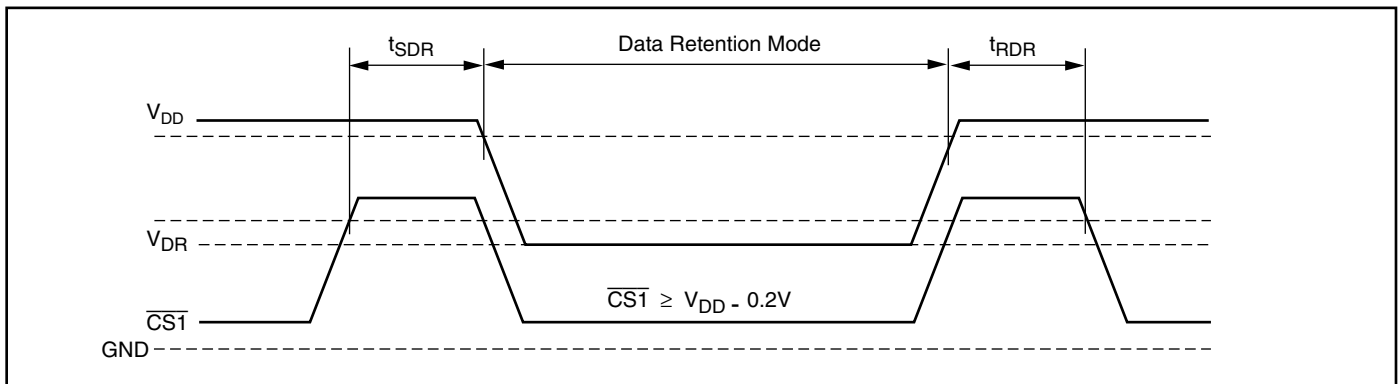 tSDR Data Retention Mode tRDR
VDD
VDR
CS1 ≥ VDD - 0.2V
CS1
GND